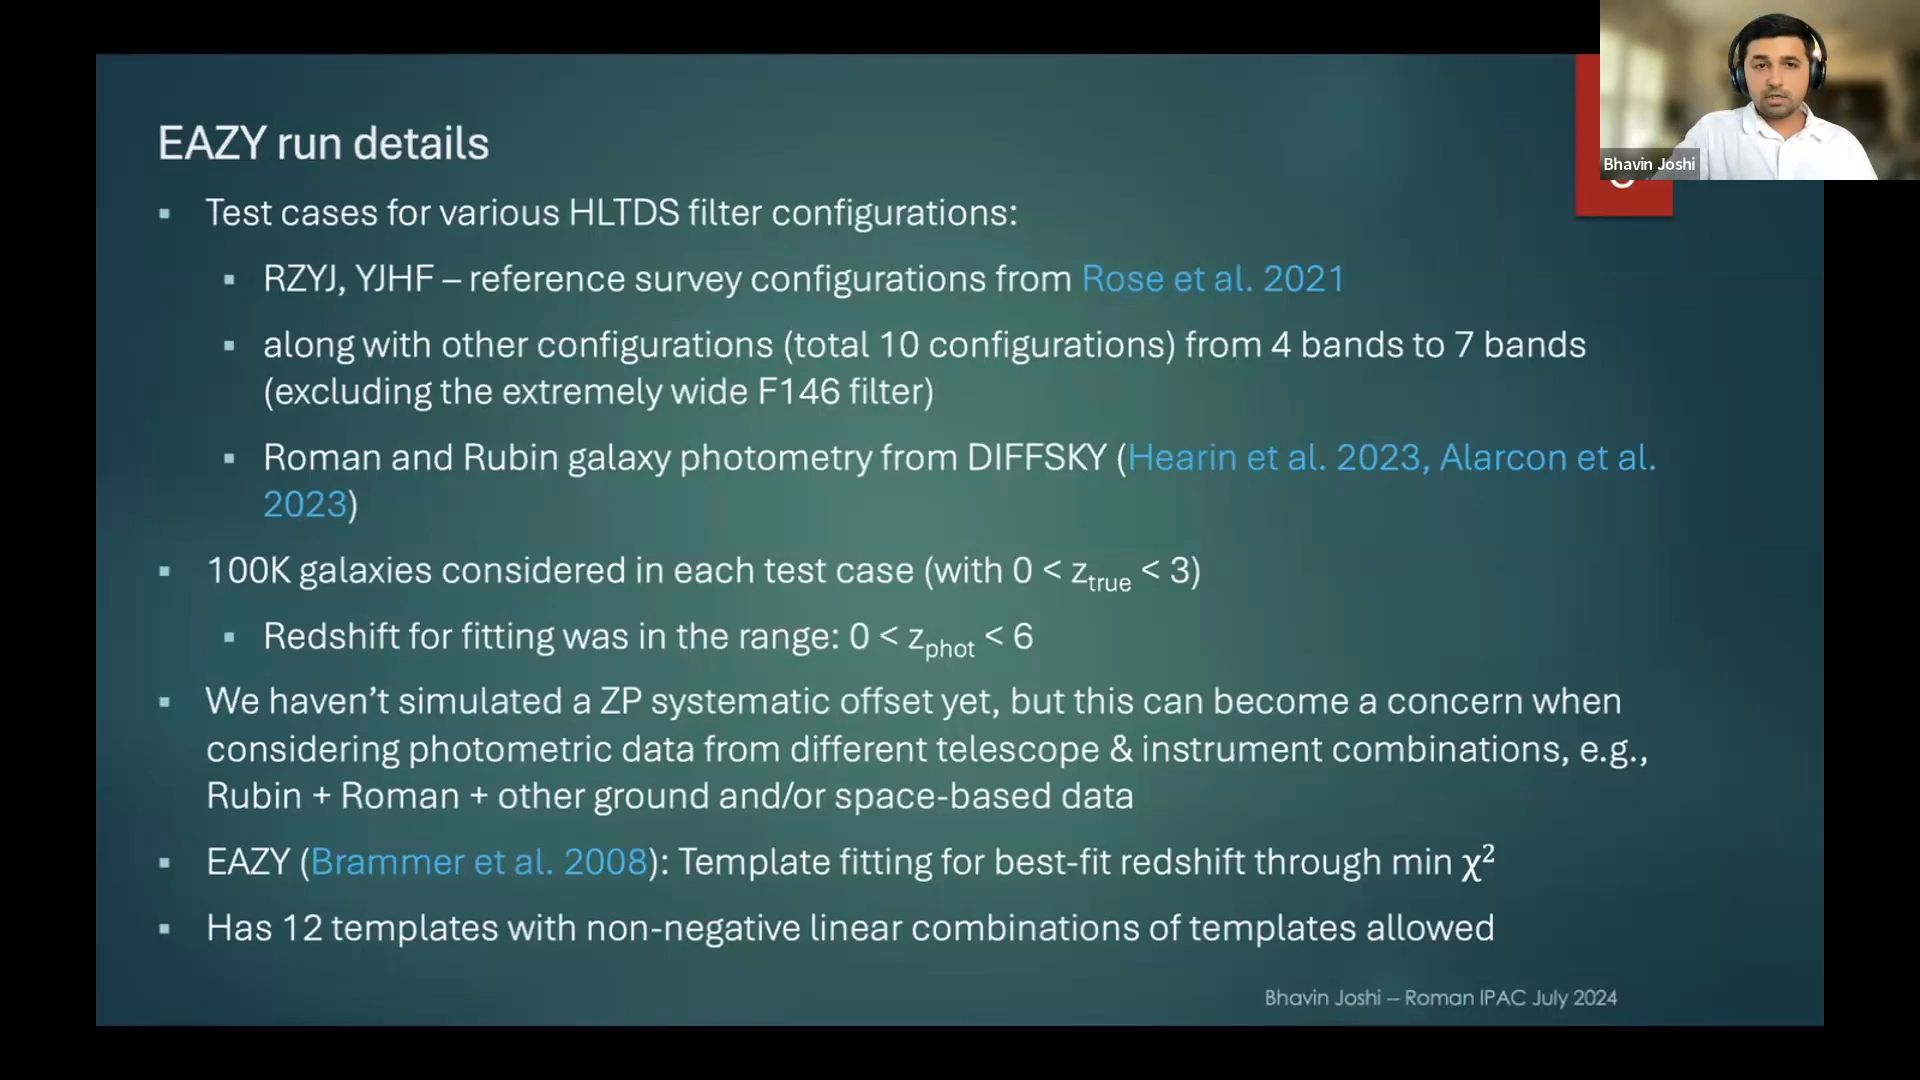 Bhavin Joshi
EAZY run details
▪ Test cases for various HLTDS filter configurations:
▪ RZYJ, YJHF – reference survey configurations from Rose et al. 2021
▪ along with other configurations (total 10 configurations) from 4 bands to 7 bands
(excluding the extremely wide F146 filter)
▪ Roman and Rubin galaxy photometry from DIFFSKY (Hearin et al. 2023, Alarcon et al.
2023)
▪ 100K galaxies considered in each test case (with 0 < z_true < 3)
▪ Redshift for fitting was in the range: 0 < z_phot < 6
▪ We haven’t simulated a ZP systematic offset yet, but this can become a concern when
considering photometric data from different telescope & instrument combinations, e.g.,
Rubin + Roman + other ground and/or space-based data
▪ EAZY (Brammer et al. 2008): Template fitting for best-fit redshift through min χ²
▪ Has 12 templates with non-negative linear combinations of templates allowed
Bhavin Joshi – Roman IPAC July 2024